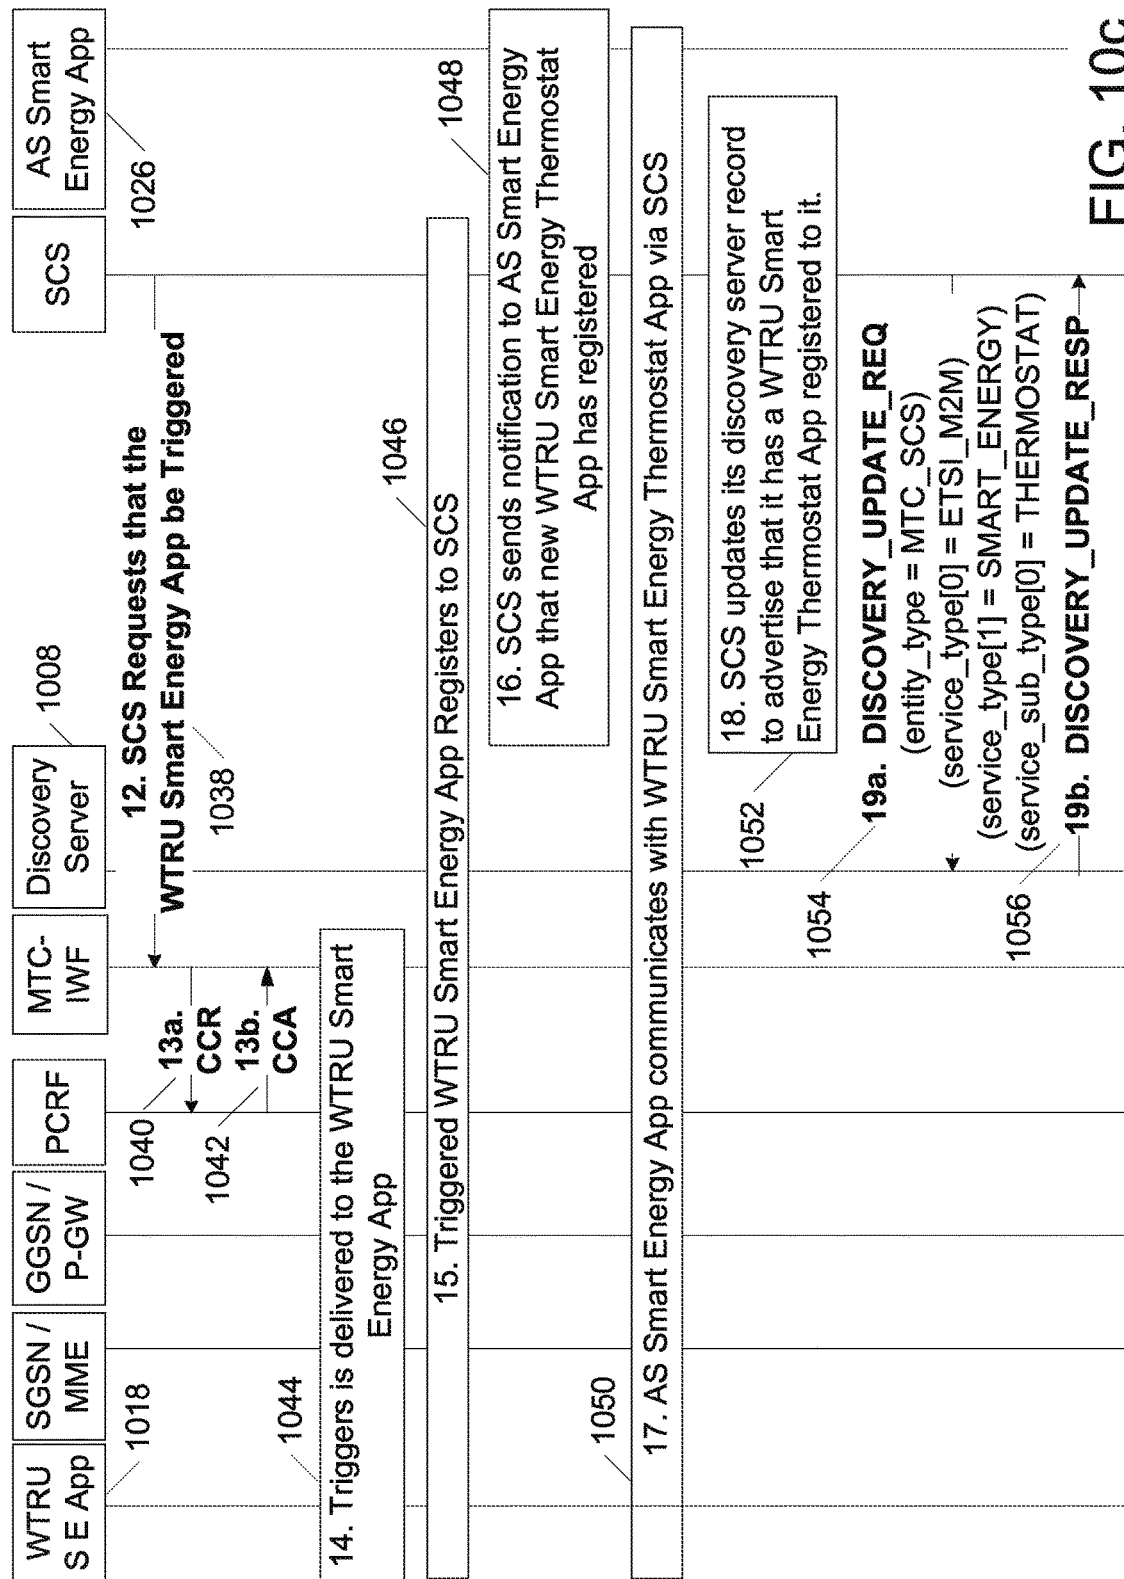 WTRU
S E App
SGSN /
MME
GGSN /
P-GW
PCRF
MTC-
IWF
Discovery
Server
SCS
AS Smart
Energy App
1018
1008
1026
12. SCS Requests that the
WTRU Smart Energy App be Triggered
1038
1040
13a.
CCR
1042
13b.
CCA
1044
14. Triggers is delivered to the WTRU Smart
Energy App
1046
15. Triggered WTRU Smart Energy App Registers to SCS
1048
16. SCS sends notification to AS Smart Energy
App that new WTRU Smart Energy Thermostat
App has registered
1050
17. AS Smart Energy App communicates with WTRU Smart Energy Thermostat App via SCS
1052
18. SCS updates its discovery server record
to advertise that it has a WTRU Smart
Energy Thermostat App registered to it.
1054
19a. DISCOVERY_UPDATE_REQ
(entity_type = MTC_SCS)
(service_type[0] = ETSI_M2M)
(service_type[1] = SMART_ENERGY)
(service_sub_type[0] = THERMOSTAT)
1056
19b. DISCOVERY_UPDATE_RESP
FIG. 10c